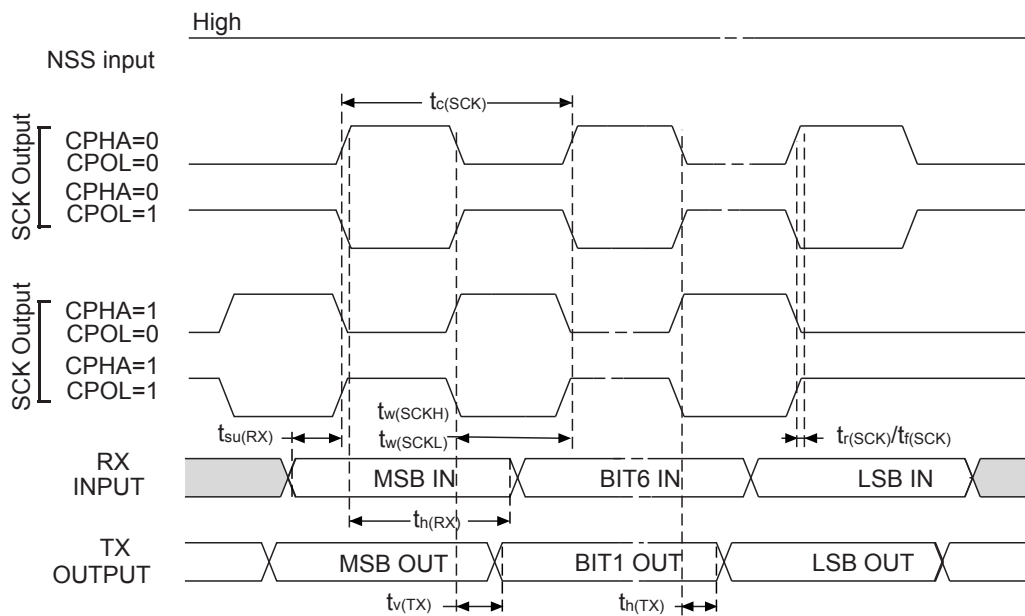 High
NSS input
tc(SCK)
SCK Output
CPHA=0
CPOL=0
CPHA=0
CPOL=1
SCK Output
CPHA=1
CPOL=0
CPHA=1
CPOL=1
tw(SCKH)
tw(SCKL)
tsu(RX)
tr(SCK)/tf(SCK)
RX
INPUT
MSB IN
BIT6 IN
LSB IN
th(RX)
TX
OUTPUT
MSB OUT
BIT1 OUT
LSB OUT
tv(TX)
th(TX)